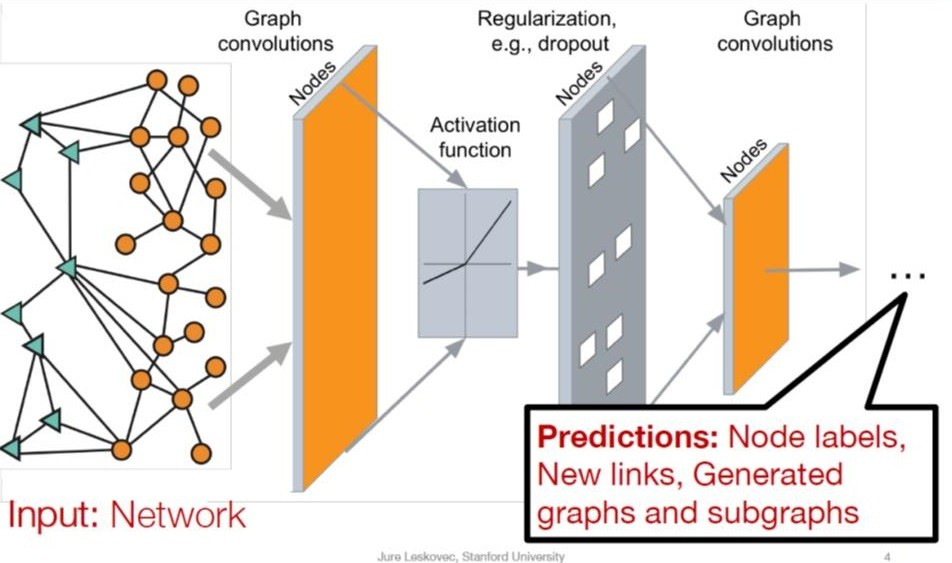 Graph
convolutions
Regularization,
e.g., dropout
Graph
convolutions
Nodes
Nodes
Activation
function
Nodes
...
Predictions: Node labels,
New links, Generated
graphs and subgraphs
Input: Network
Jure Leskovec, Stanford University
4